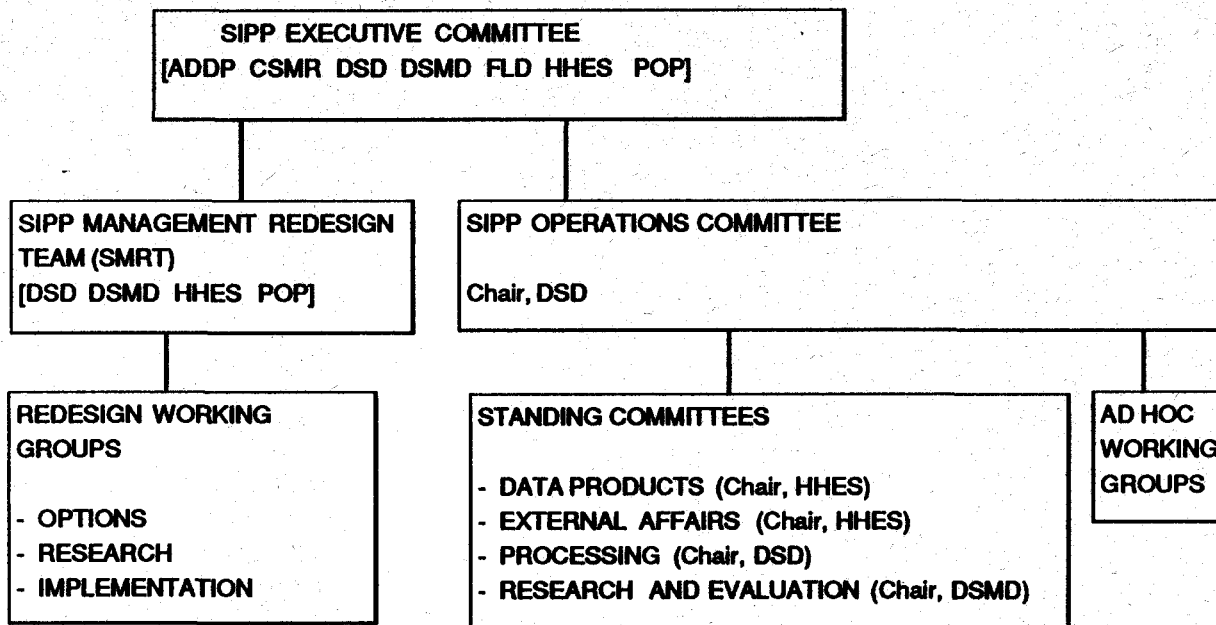 SIPP EXECUTIVE COMMITTEE
[ADDP CSMR DSD DSMD FLD HHES POP]
SIPP MANAGEMENT REDESIGN
TEAM (SMRT)
[DSD DSMD HHES POP]
SIPP OPERATIONS COMMITTEE
Chair, DSD
REDESIGN WORKING
GROUPS
- OPTIONS
- RESEARCH
- IMPLEMENTATION
STANDING COMMITTEES
- DATA PRODUCTS (Chair, HHES)
- EXTERNAL AFFAIRS (Chair, HHES)
- PROCESSING (Chair, DSD)
- RESEARCH AND EVALUATION (Chair, DSMD)
AD HOC
WORKING
GROUPS